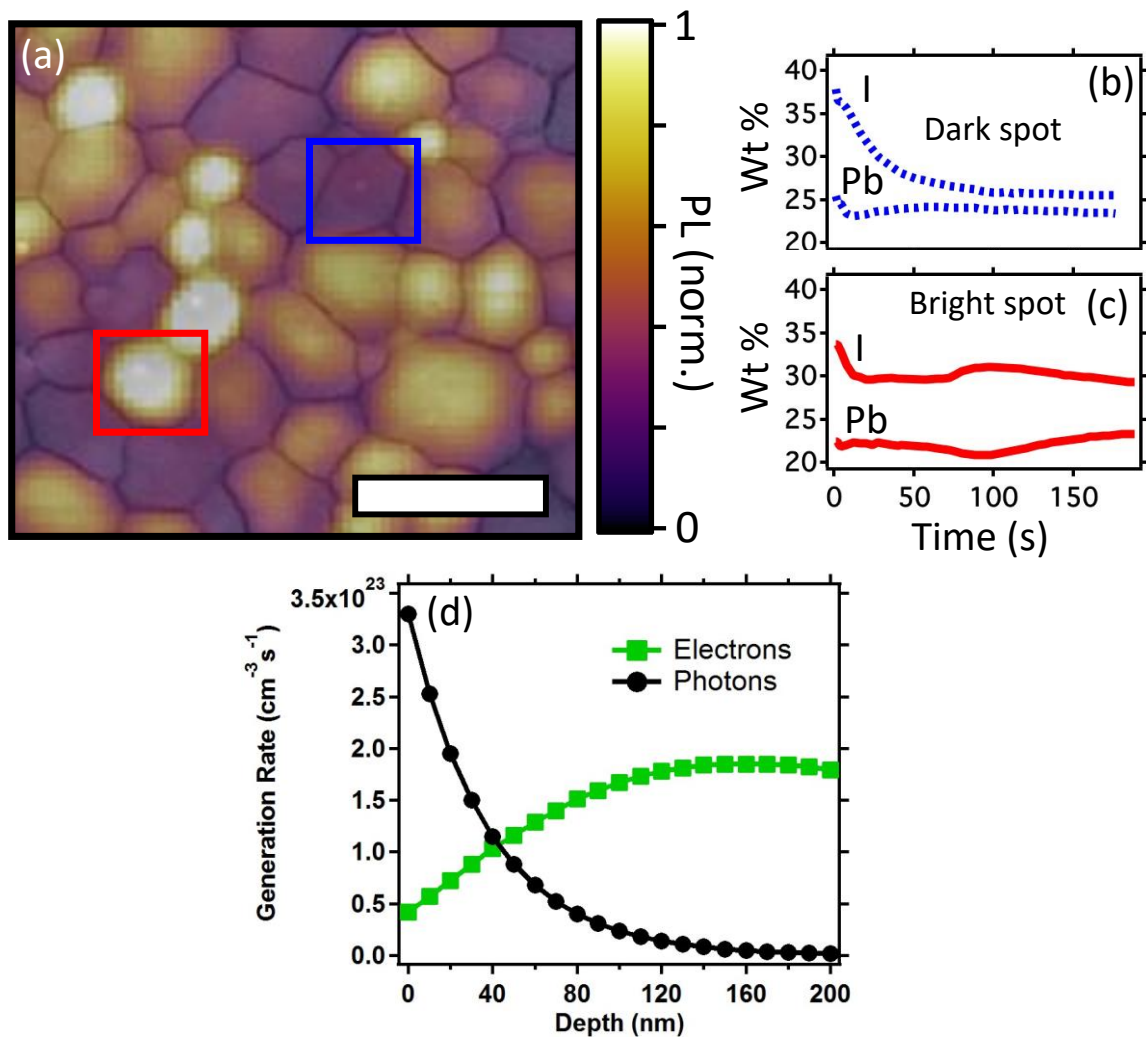 (a)
1
PL (norm.)
0
(b)
40
35
30
25
20
Wt %
I
Dark spot
Pb
(c)
40
35
30
25
20
Wt %
Bright spot
I
Pb
0 50 100 150
Time (s)
(d)
3.5x10^23
3.0
2.5
2.0
1.5
1.0
0.5
0.0
Generation Rate (cm^-3 s^-1)
Electrons
Photons
0 40 80 120 160 200
Depth (nm)